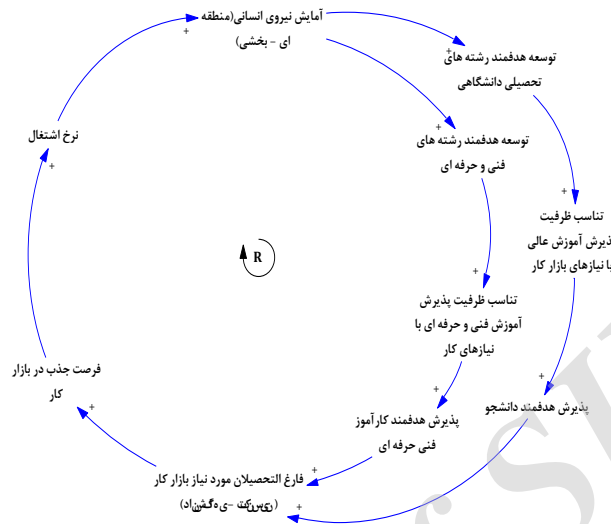 آمایش نیروی انسانی(منطقه
ای - بخشی)
توسعه هدفمند رشته های
تحصیلی دانشگاهی
توسعه هدفمند رشته های
فنی و حرفه ای
نرخ اشتغال
تناسب ظرفیت
پذیرش آموزش عالی
با نیازهای بازار کار
R
تناسب ظرفیت پذیرش
آموزش فنی و حرفه ای با
نیازهای کار
فرصت جذب در بازار
کار
پذیرش هدفمند دانشجو
پذیرش هدفمند کارآموز
فنی حرفه ای
فارغ التحصیلان مورد نیاز بازار کار